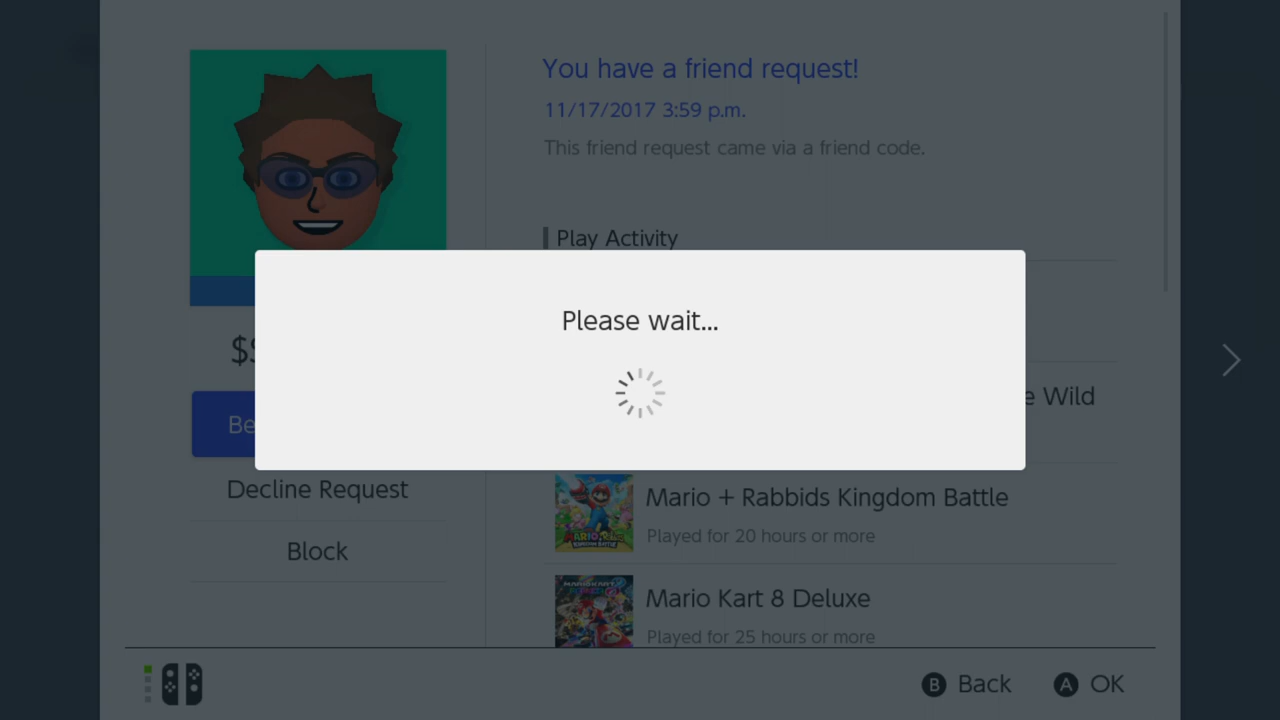 You have a friend request!
11/17/2017 3:59 p.m.
This friend request came via a friend code.
Play Activity
Please wait...
Wild
Decline Request
Block
Mario + Rabbids Kingdom Battle
Played for 20 hours or more
Mario Kart 8 Deluxe
Played for 25 hours or more
B Back
A OK